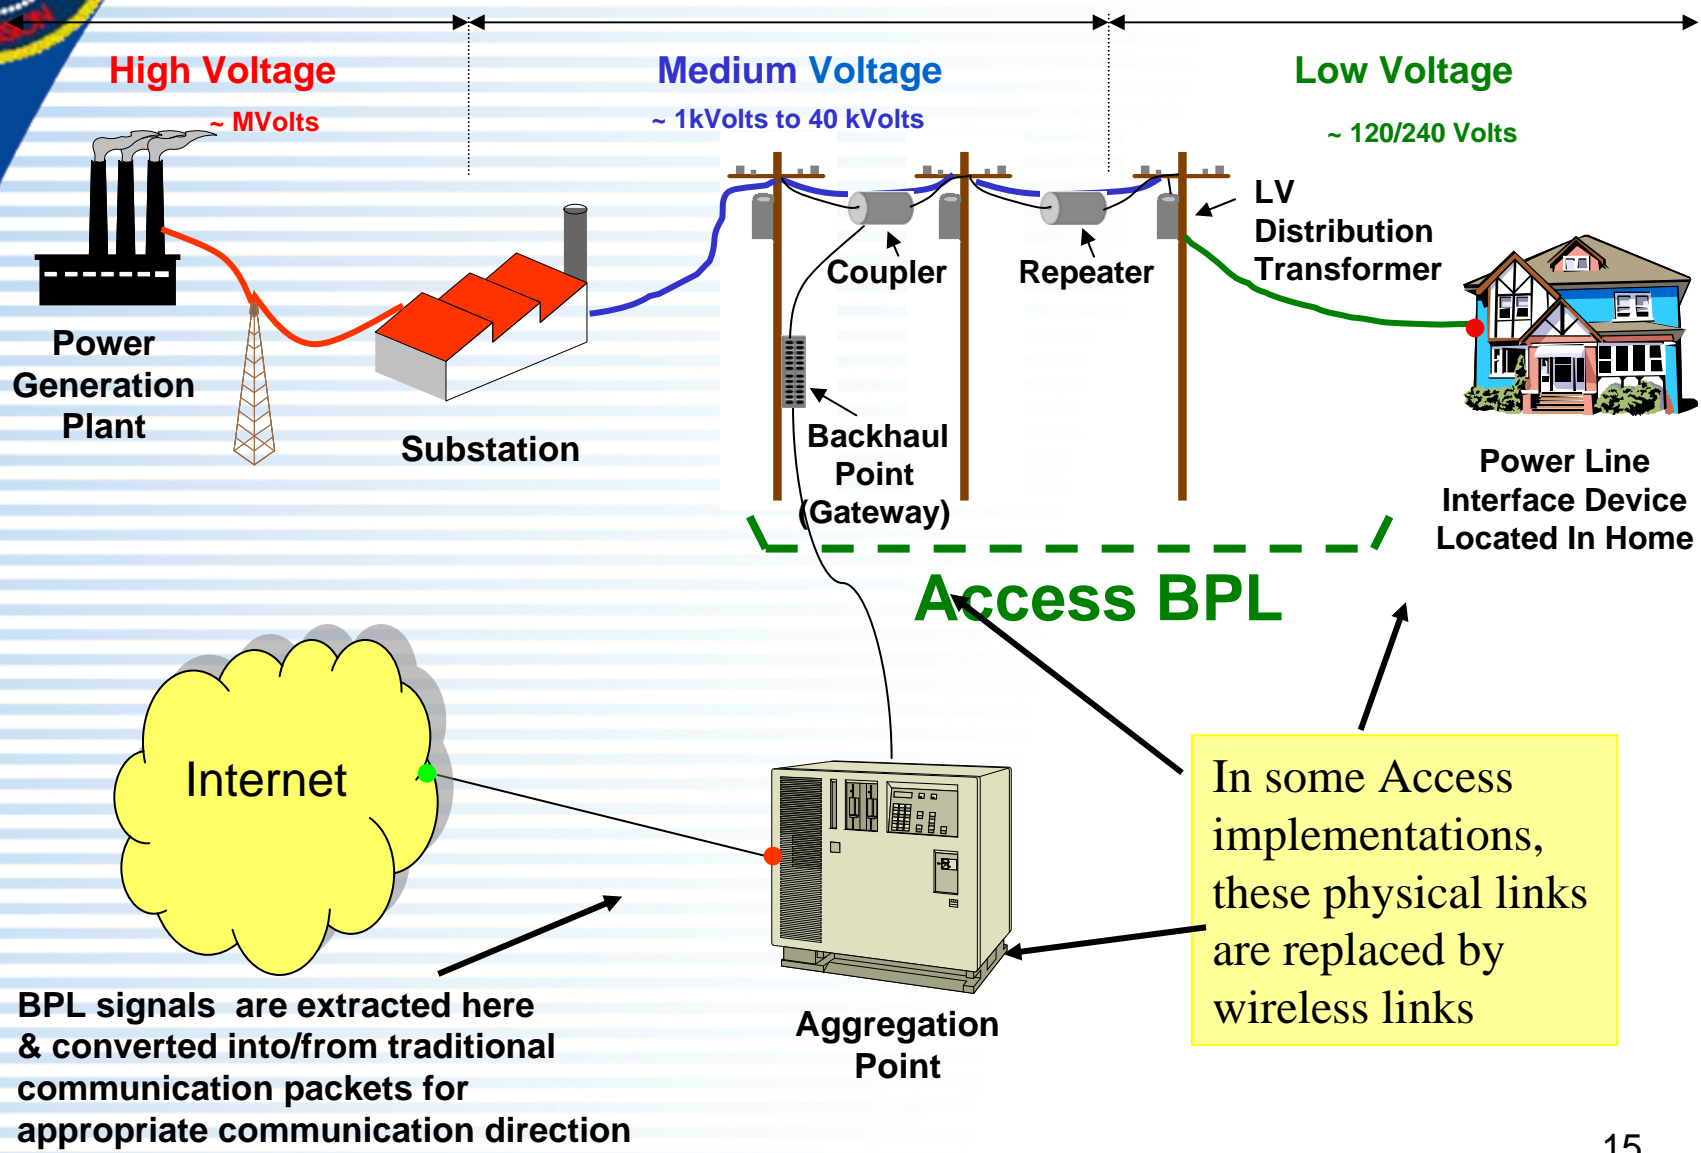 High Voltage
~ MVolts
Medium Voltage
~ 1kVolts to 40 kVolts
Low Voltage
~ 120/240 Volts
LV
Distribution
Transformer
Coupler
Repeater
Power
Generation
Plant
Substation
Backhaul
Point
(Gateway)
Power Line
Interface Device
Located In Home
Access BPL
Internet
In some Access
implementations,
these physical links
are replaced by
wireless links
BPL signals are extracted here
& converted into/from traditional
communication packets for
appropriate communication direction
Aggregation
Point
15